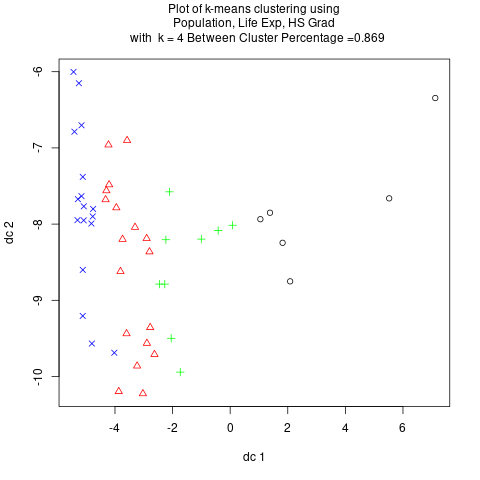 Plot of k-means clustering using
Population, Life Exp, HS Grad
with  k = 4 Between Cluster Percentage =0.869
-6
-7
-8
-9
-10
dc 2
-4
-2
0
2
4
6
dc 1